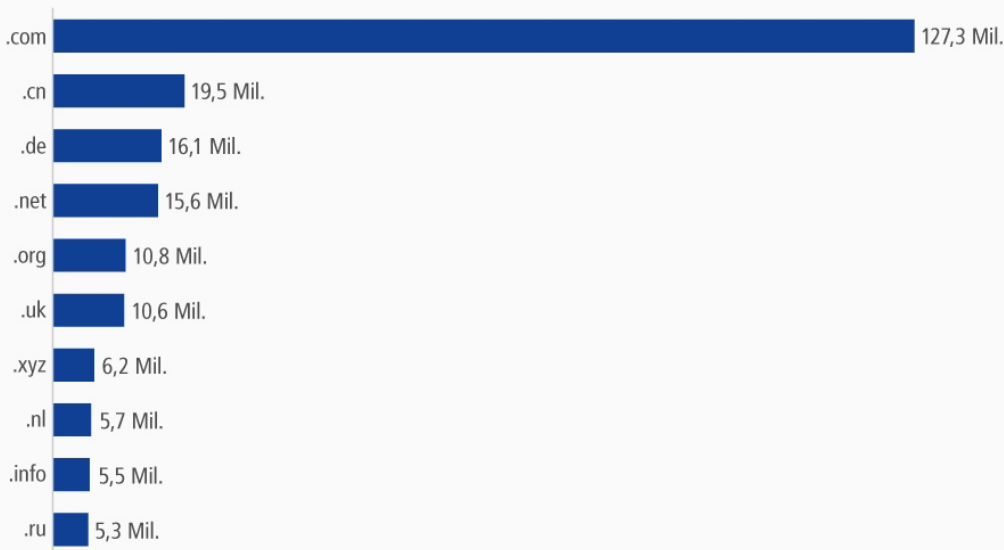 .com 127,3 Mil.
.cn 19,5 Mil.
.de 16,1 Mil.
.net 15,6 Mil.
.org 10,8 Mil.
.uk 10,6 Mil.
.xyz 6,2 Mil.
.nl 5,7 Mil.
.info 5,5 Mil.
.ru 5,3 Mil.